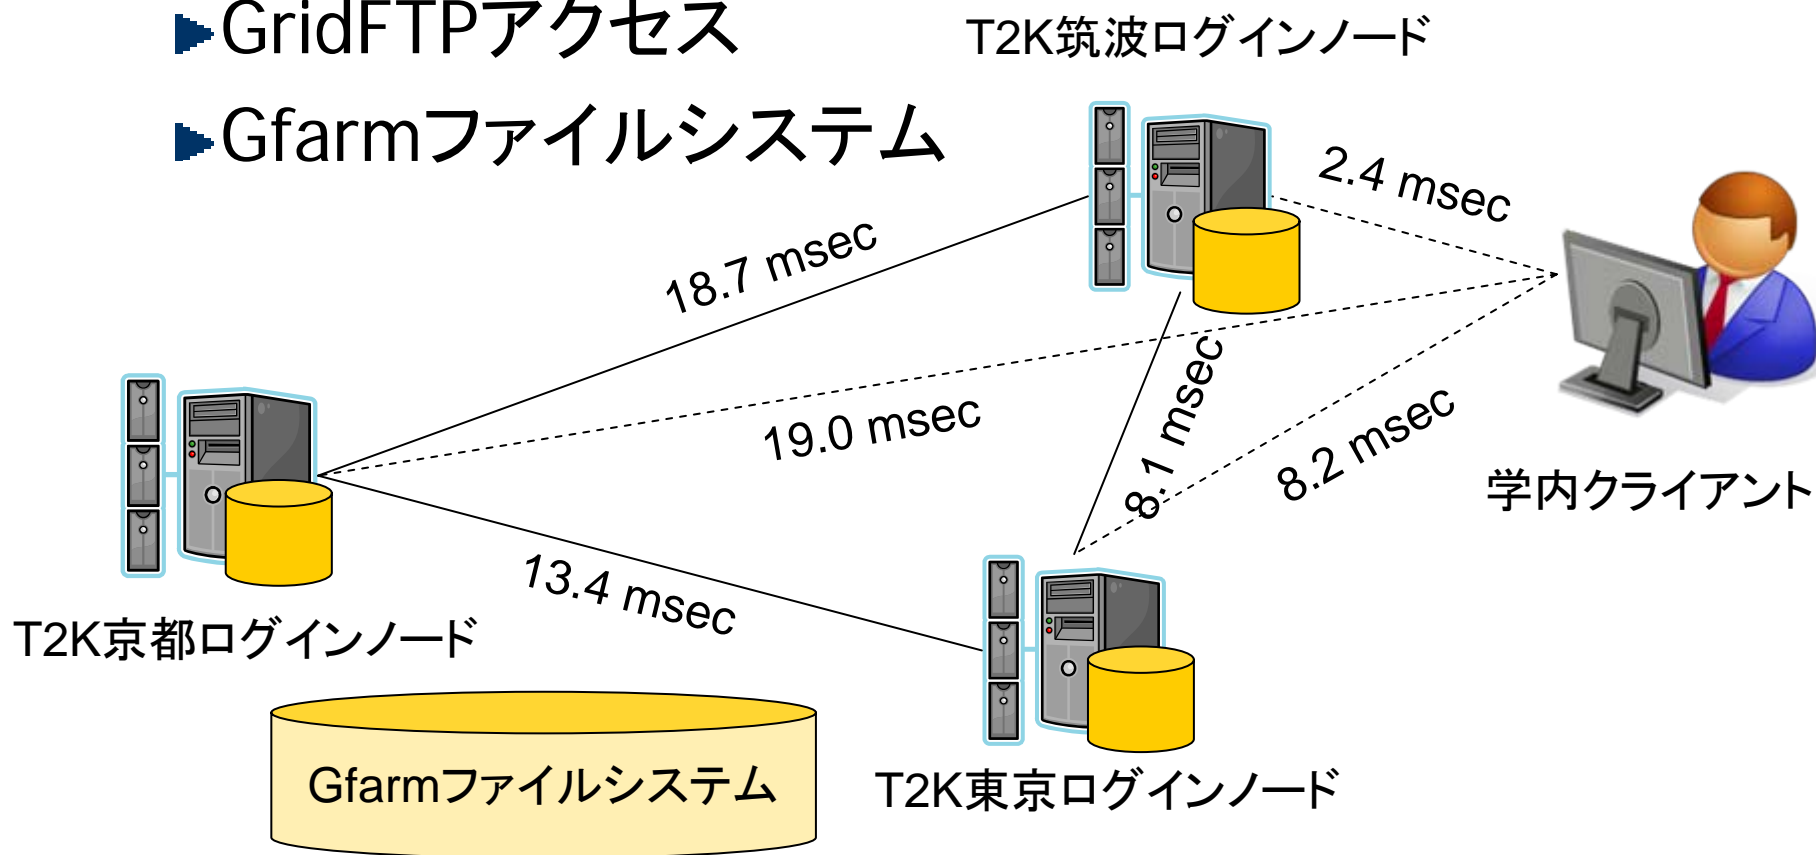 GridFTPアクセス
T2K筑波ログインノード
Gfarmファイルシステム
2.4 msec
18.7 msec
19.0 msec
8.1 msec
8.2 msec
学内クライアント
13.4 msec
T2K京都ログインノード
Gfarmファイルシステム
T2K東京ログインノード